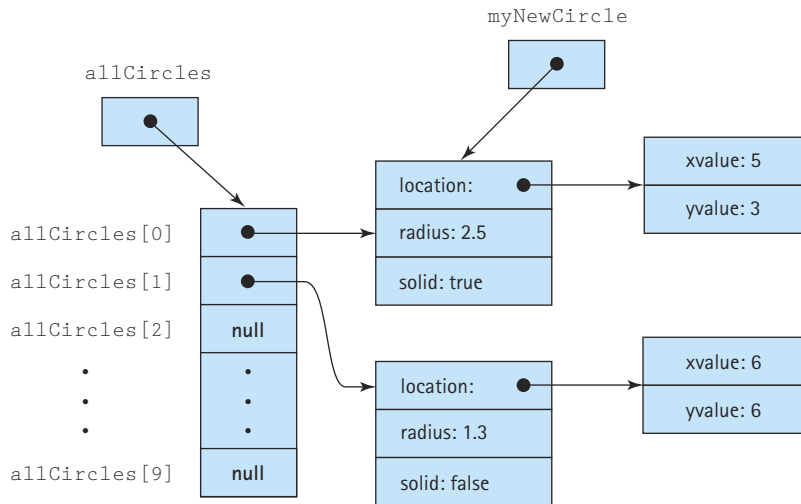 myNewCircle
allCircles
xvalue: 5
location:
yvalue: 3
allCircles[0]
radius: 2.5
allCircles[1]
solid: true
allCircles[2]
null
xvalue: 6
location:
yvalue: 6
radius: 1.3
allCircles[9]
null
solid: false